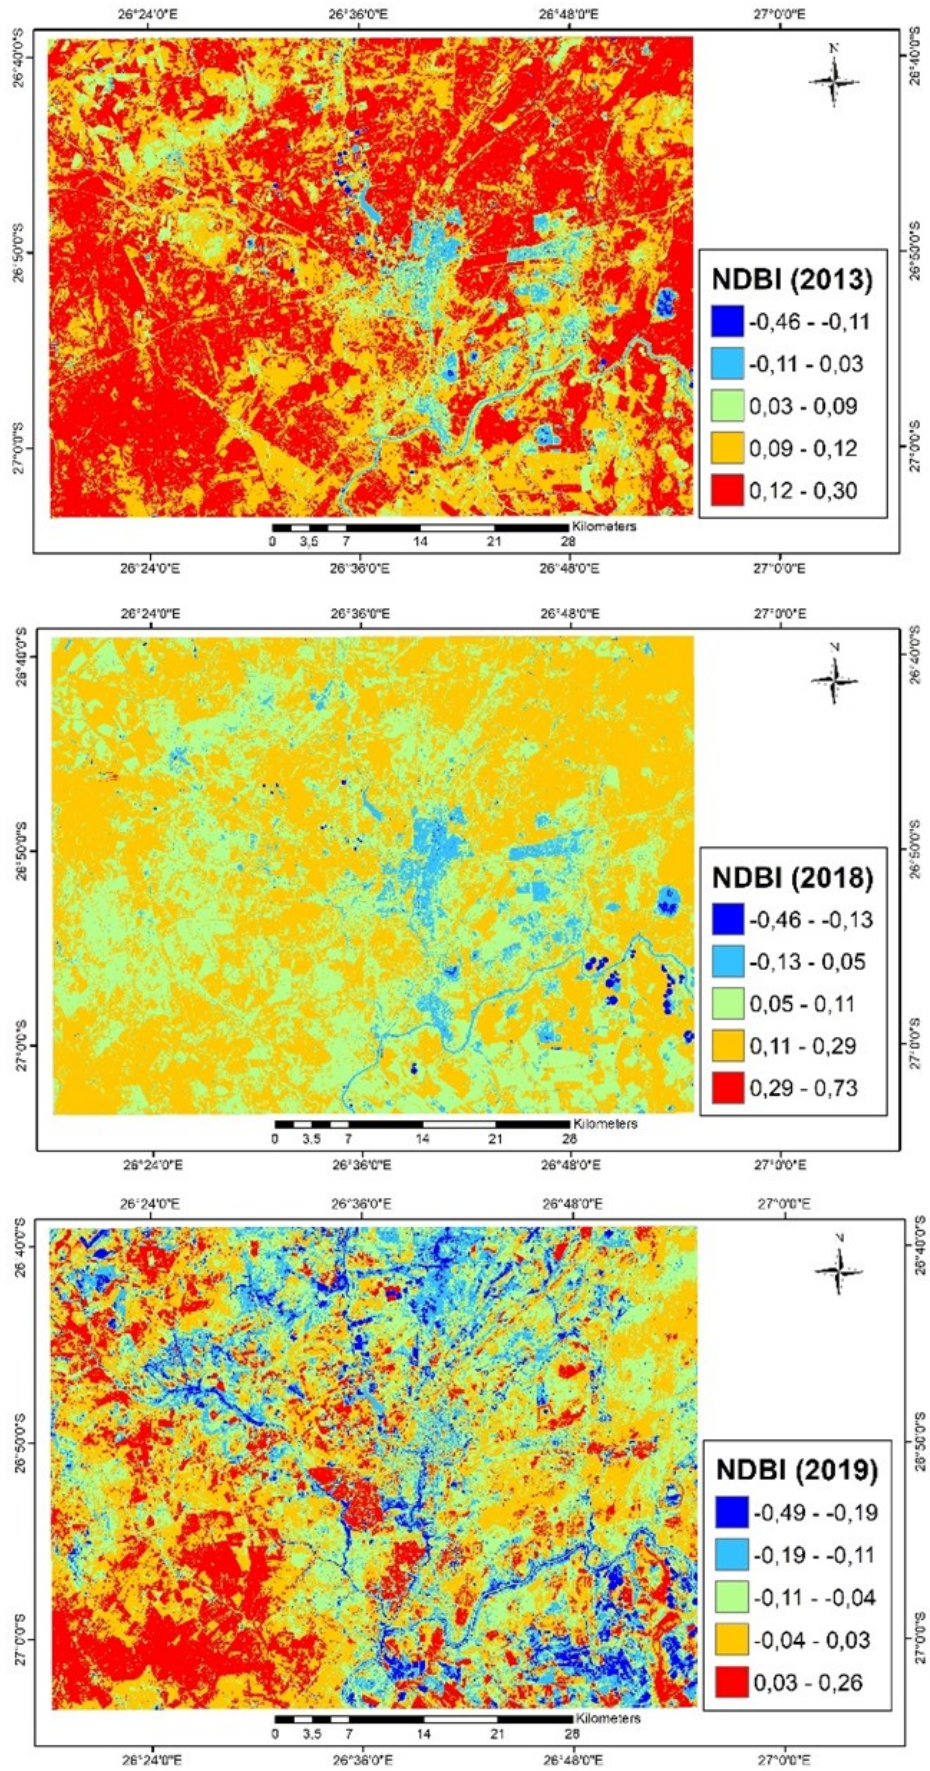 26°24'0"E 26°36'0"E 26°48'0"E 27°0'0"E
26°40'0"S 26°40'0"S
N
26°50'0"S 26°50'0"S
NDBI (2013)
-0,46 - -0,11
-0,11 - 0,03
0,03 - 0,09
0,09 - 0,12
0,12 - 0,30
27°0'0"S 27°0'0"S
Kilometers
0 3,5 7 14 21 28
26°24'0"E 26°36'0"E 26°48'0"E 27°0'0"E
26°24'0"E 26°36'0"E 26°48'0"E 27°0'0"E
26°40'0"S 26°40'0"S
N
26°50'0"S 26°50'0"S
NDBI (2018)
-0,46 - -0,13
-0,13 - 0,05
0,05 - 0,11
0,11 - 0,29
0,29 - 0,73
27°0'0"S 27°0'0"S
Kilometers
0 3,5 7 14 21 28
26°24'0"E 26°36'0"E 26°48'0"E 27°0'0"E
26°24'0"E 26°36'0"E 26°48'0"E 27°0'0"E
26°40'0"S 26°40'0"S
N
26°50'0"S 26°50'0"S
NDBI (2019)
-0,49 - -0,19
-0,19 - -0,11
-0,11 - -0,04
-0,04 - 0,03
0,03 - 0,26
27°0'0"S 27°0'0"S
Kilometers
0 3,5 7 14 21 28
26°24'0"E 26°36'0"E 26°48'0"E 27°0'0"E